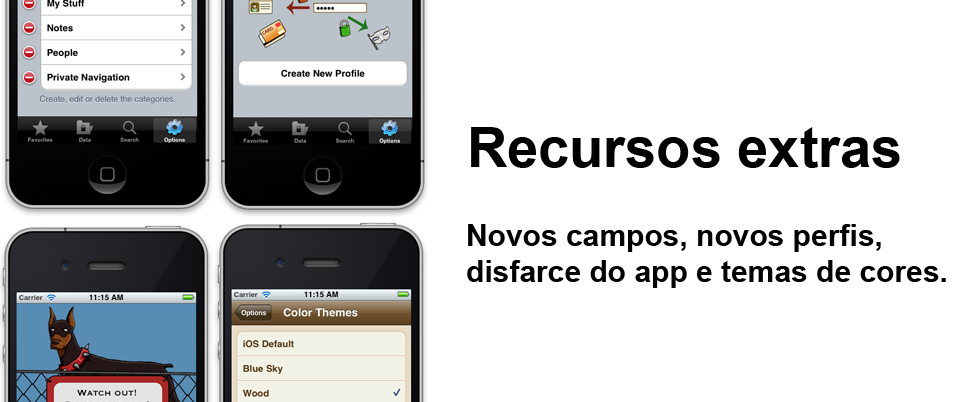 My Stuff
Notes
People
Private Navigation
Create, edit or delete the categories.
Favorites Data Search Options
CARD
Create New Profile
Favorites Data Search Options
Recursos extras
Novos campos, novos perfis,
disfarce do app e temas de cores.
Carrier 11:15 AM
WATCH OUT!
Carrier 11:15 AM
Options Color Themes
iOS Default
Blue Sky
Wood